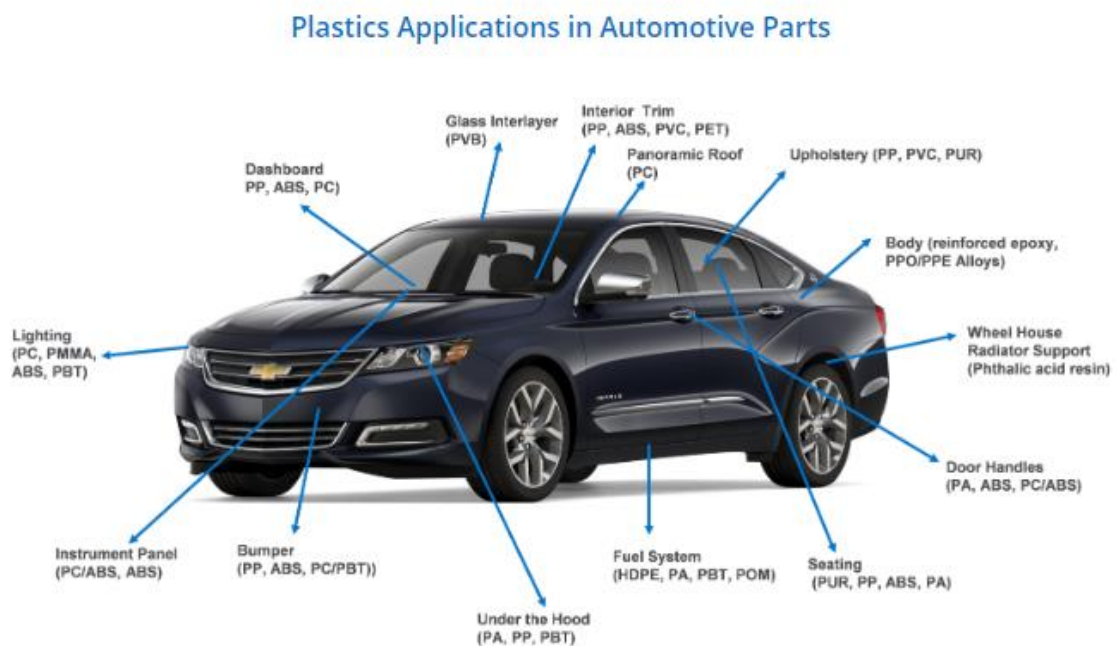 Plastics Applications in Automotive Parts
Glass Interlayer
(PVB)
Interior Trim
(PP, ABS, PVC, PET)
Panoramic Roof
(PC)
Upholstery (PP, PVC, PUR)
Dashboard
PP, ABS, PC)
Body (reinforced epoxy,
PPO/PPE Alloys)
Lighting
(PC, PMMA,
ABS, PBT)
Wheel House
Radiator Support
(Phthalic acid resin)
Door Handles
(PA, ABS, PC/ABS)
Instrument Panel
(PC/ABS, ABS)
Bumper
(PP, ABS, PC/PBT))
Fuel System
(HDPE, PA, PBT, POM)
Seating
(PUR, PP, ABS, PA)
Under the Hood
(PA, PP, PBT)